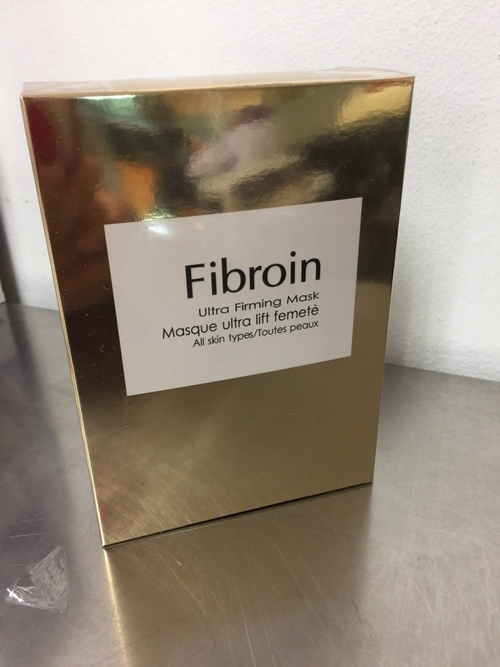 Fibroin
Ultra Firming Mask
Masque ultra lift femetè
All skin types/Toutes peaux